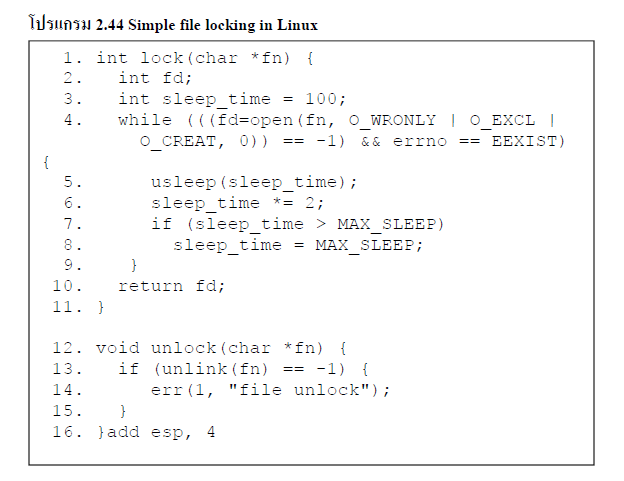 โปรแกรม 2.44 Simple file locking in Linux
1. int lock(char *fn) {
2. int fd;
3. int sleep_time = 100;
4. while (((fd=open(fn, O_WRONLY | O_EXCL |
O_CREAT, 0)) == -1) && errno == EEXIST)
{
5. usleep(sleep_time);
6. sleep_time *= 2;
7. if (sleep_time > MAX_SLEEP)
8. sleep_time = MAX_SLEEP;
9. }
10. return fd;
11. }
12. void unlock(char *fn) {
13. if (unlink(fn) == -1) {
14. err(1, "file unlock");
15. }
16. }add esp, 4